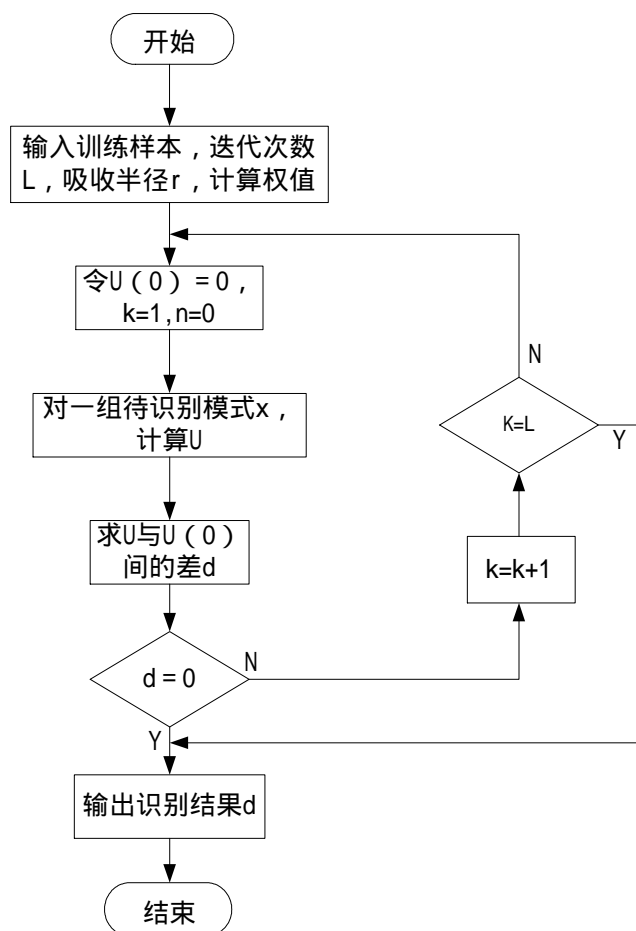 开始
输入训练样本，迭代次数
L，吸收半径r，计算权值
令U（0）=0，
k=1,n=0
对一组待识别模式x，
计算U
求U与U（0）
间的差d
d=0
N
Y
k=k+1
K=L
N
Y
输出识别结果d
结束